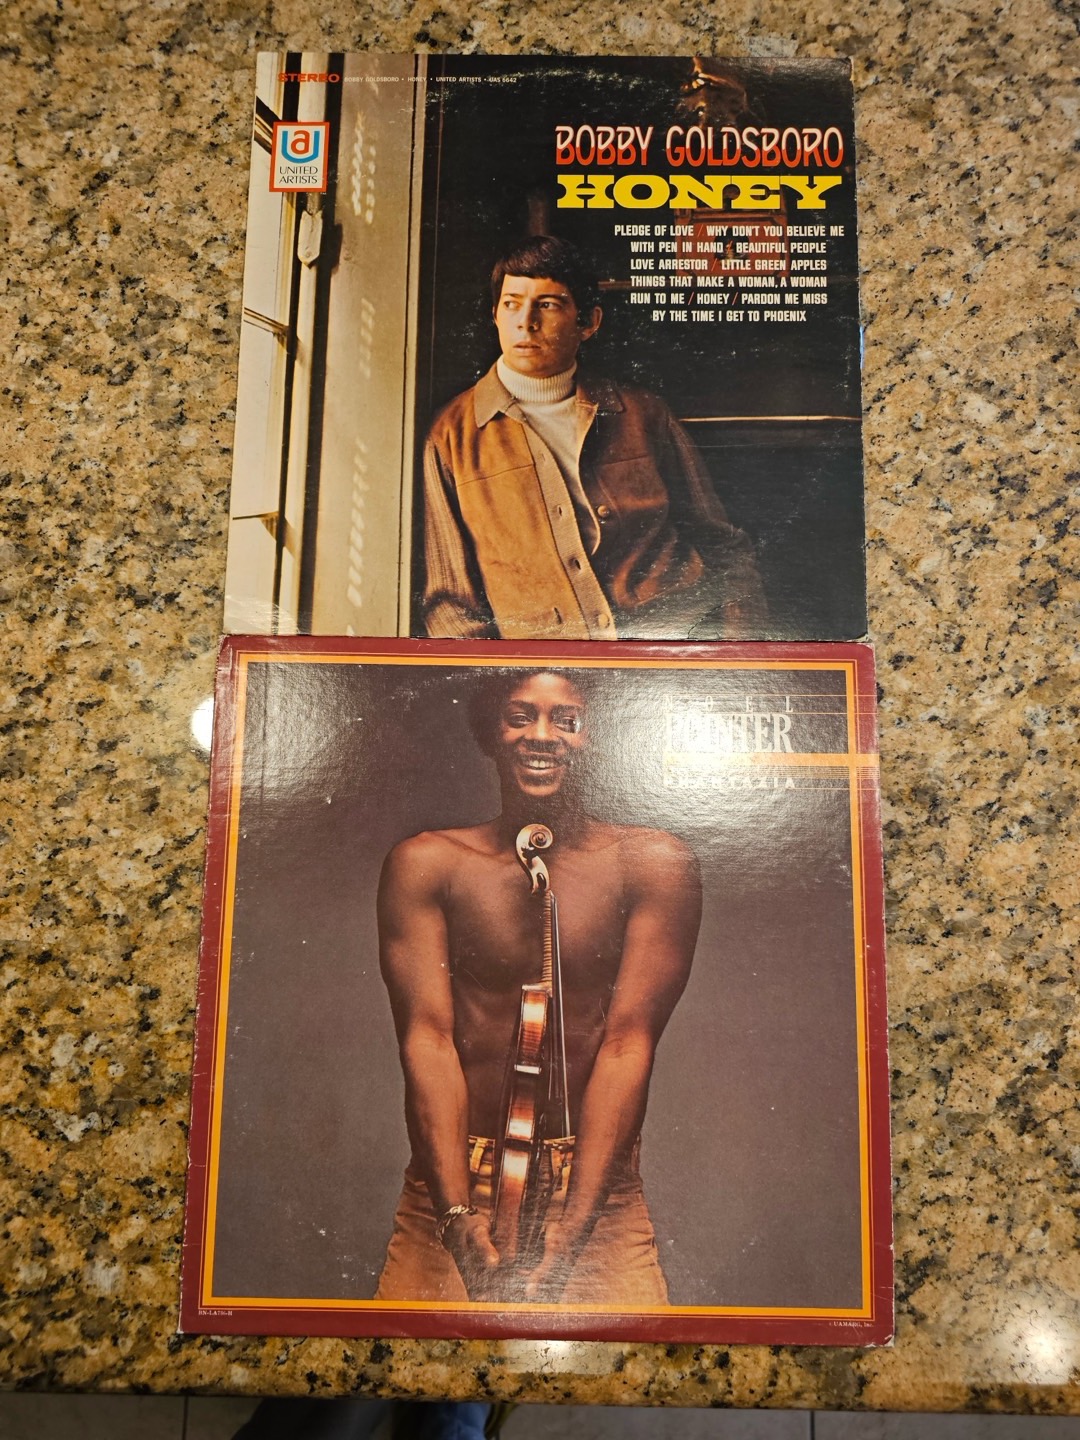 STEREO BOBBY GOLDSBORO • HONEY • UNITED ARTISTS • UAS 6642
ua
UNITED
ARTISTS
BOBBY GOLDSBORO
HONEY
PLEDGE OF LOVE / WHY DON'T YOU BELIEVE ME
WITH PEN IN HAND / BEAUTIFUL PEOPLE
LOVE ARRESTOR / LITTLE GREEN APPLES
THINGS THAT MAKE A WOMAN, A WOMAN
RUN TO ME / HONEY / PARDON ME MISS
BY THE TIME I GET TO PHOENIX
NOEL
POINTER